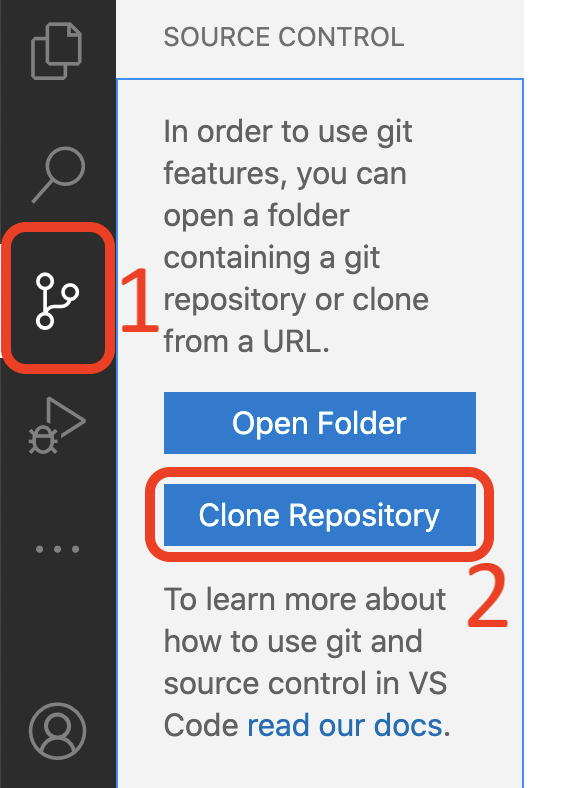 SOURCE CONTROL
In order to use git
features, you can
open a folder
containing a git
1
repository or clone
from a URL.
Open Folder
Clone Repository
2
To learn more about
how to use git and
source control in VS
Code read our docs.